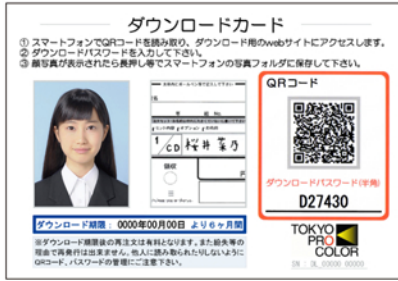 ダウンロードカード
① スマートフォンでQRコードを読み取り、ダウンロード用のwebサイトにアクセスします。
② ダウンロードパスワードを入力して下さい。
③ 顔写真が表示されたら長押し等でスマートフォンの写真フォルダに保存して下さい。
QRコード
CD 桜井菜乃
ダウンロードパスワード(半角)
D27430
ダウンロード期限： 0000年00月00日 より6ヶ月間
※ダウンロード期限後の再注文は有料となります。また紛失等の
理由で再発行は出来ません。他人に読み取られたりしないように
QRコード、パスワードの管理にご注意下さい。
TOKYO
PRO
COLOR
SN : DL_00000-00000